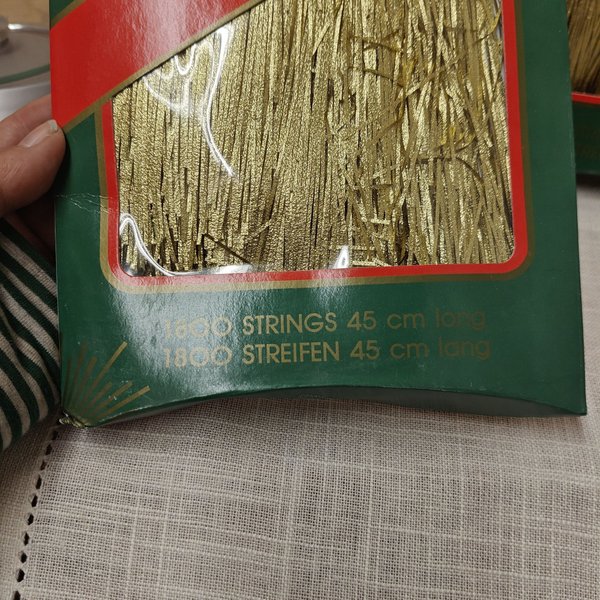 1800 STRINGS 45 cm long
1800 STREIFEN 45 cm lang